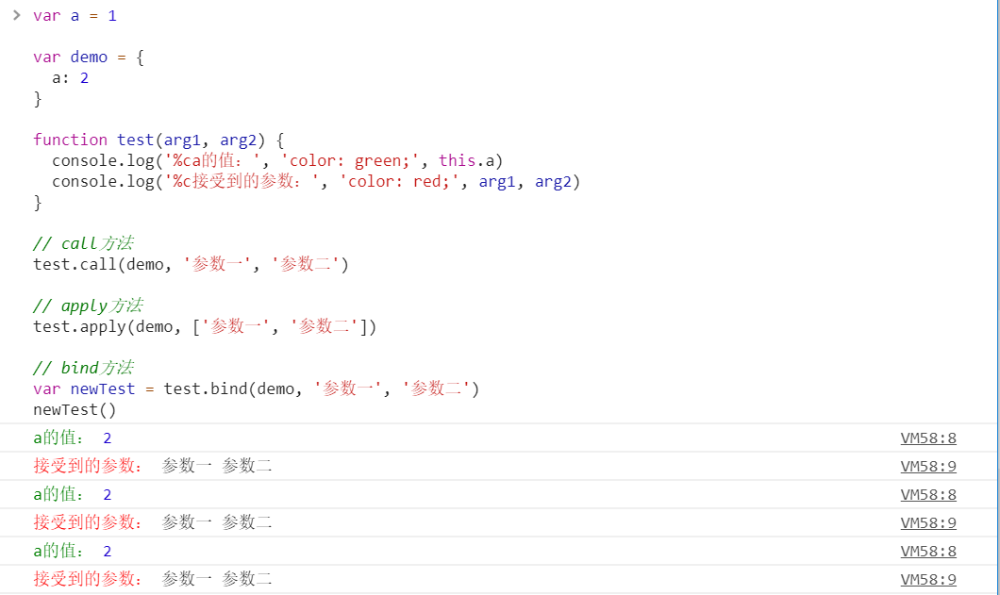 > var a = 1
var demo = {
  a: 2
}
function test(arg1, arg2) {
  console.log('%ca的值：', 'color: green;', this.a)
  console.log('%c接受到的参数：', 'color: red;', arg1, arg2)
}
// call方法
test.call(demo, '参数一', '参数二')
// apply方法
test.apply(demo, ['参数一', '参数二'])
// bind方法
var newTest = test.bind(demo, '参数一', '参数二')
newTest()
a的值： 2 VM58:8
接受到的参数： 参数一 参数二 VM58:9
a的值： 2 VM58:8
接受到的参数： 参数一 参数二 VM58:9
a的值： 2 VM58:8
接受到的参数： 参数一 参数二 VM58:9